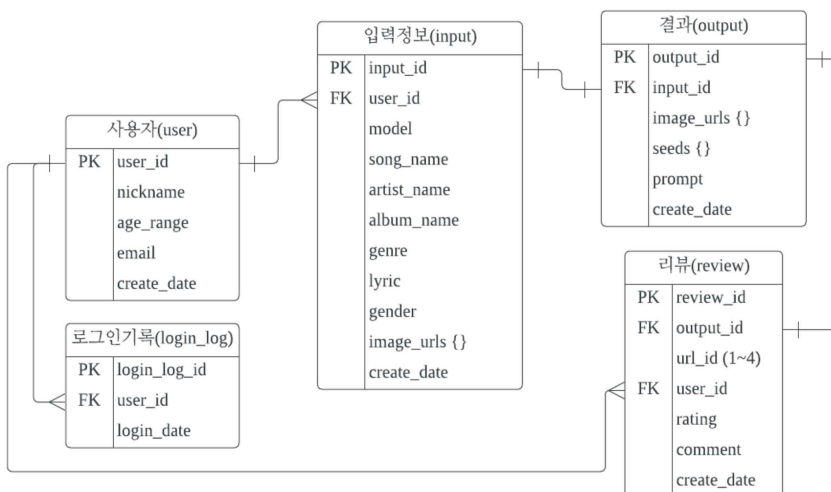 사용자(user)
PK user_id
nickname
age_range
email
create_date
로그인기록(login_log)
PK login_log_id
FK user_id
login_date
입력정보(input)
PK input_id
FK user_id
model
song_name
artist_name
album_name
genre
lyric
gender
image_urls {}
create_date
결과(output)
PK output_id
FK input_id
image_urls {}
seeds {}
prompt
create_date
리뷰(review)
PK review_id
FK output_id
url_id (1~4)
FK user_id
rating
comment
create_date